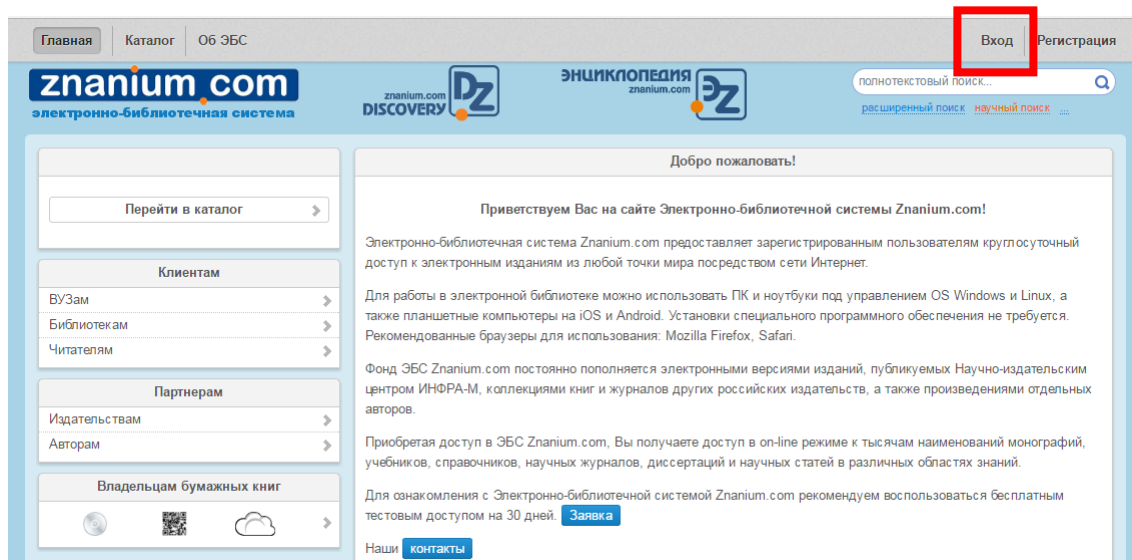 Главная Каталог Об ЭБС Вход Регистрация
znanium.com
электронно-библиотечная система
znanium.com
DISCOVERY
ЭНЦИКЛОПЕДИЯ
znanium.com
полнотекстовый поиск...
расширенный поиск научный поиск ...
Перейти в каталог
Клиентам
ВУЗам
Библиотекам
Читателям
Партнерам
Издательствам
Авторам
Владельцам бумажных книг
Добро пожаловать!
Приветствуем Вас на сайте Электронно-библиотечной системы Znanium.com!
Электронно-библиотечная система Znanium.com предоставляет зарегистрированным пользователям круглосуточный
доступ к электронным изданиям из любой точки мира посредством сети Интернет.
Для работы в электронной библиотеке можно использовать ПК и ноутбуки под управлением OS Windows и Linux, а
также планшетные компьютеры на iOS и Android. Установки специального программного обеспечения не требуется.
Рекомендованные браузеры для использования: Mozilla Firefox, Safari.
Фонд ЭБС Znanium.com постоянно пополняется электронными версиями изданий, публикуемых Научно-издательским
центром ИНФРА-М, коллекциями книг и журналов других российских издательств, а также произведениями отдельных
авторов.
Приобретая доступ в ЭБС Znanium.com, Вы получаете доступ в on-line режиме к тысячам наименований монографий,
учебников, справочников, научных журналов, диссертаций и научных статей в различных областях знаний.
Для ознакомления с Электронно-библиотечной системой Znanium.com рекомендуем воспользоваться бесплатным
тестовым доступом на 30 дней. Заявка
Наши контакты